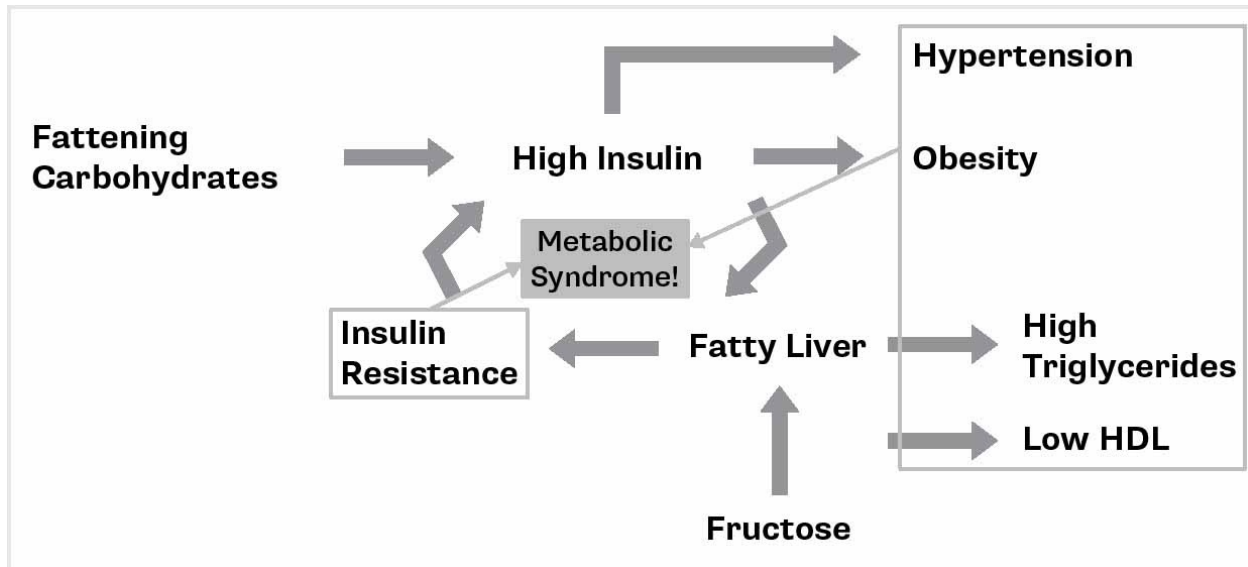 Hypertension
Fattening
Carbohydrates
High Insulin
Obesity
Metabolic
Syndrome!
Insulin
Resistance
Fatty Liver
High
Triglycerides
Low HDL
Fructose